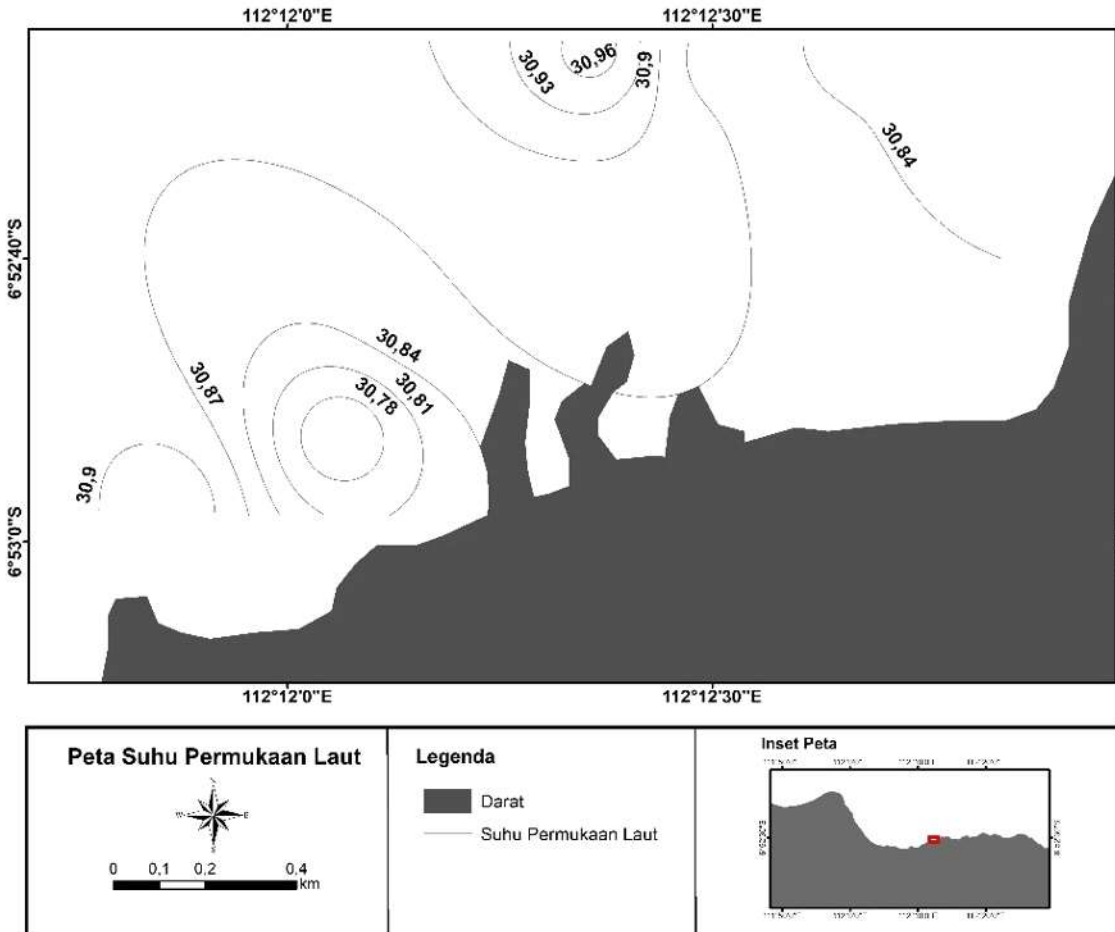 112°12'0"E 112°12'30"E
30,96
30,93
30,9
30,84
6°52'40"S
30,84
30,87
30,81
30,78
30,9
6°53'0"S
112°12'0"E 112°12'30"E
Peta Suhu Permukaan Laut
N
W E
S
0 0,1 0,2 0,4
km
Legenda
Darat
Suhu Permukaan Laut
Inset Peta